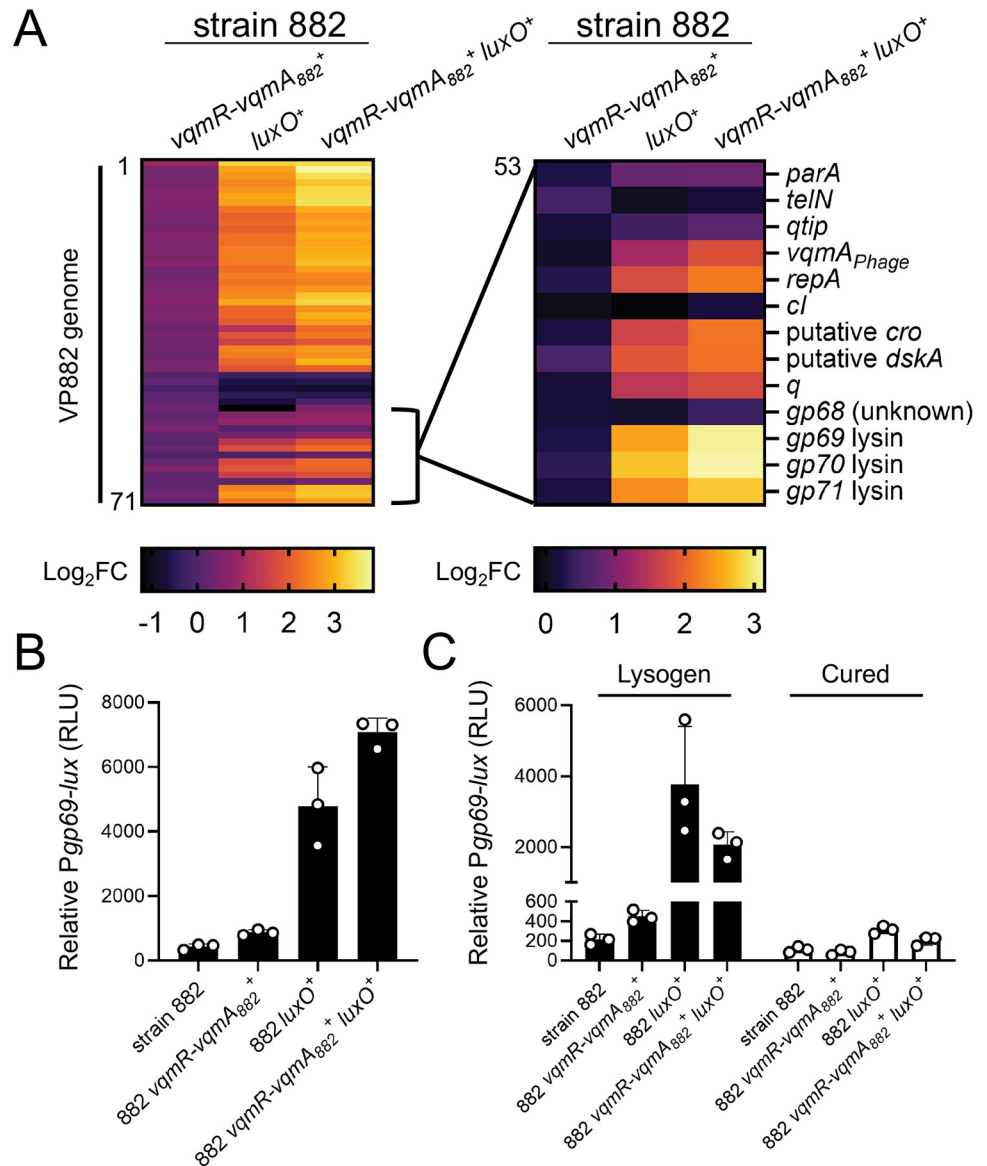 A
strain 882
vqmR-vqmA₈₈₂⁺
luxO⁺
vqmR-vqmA₈₈₂⁺ luxO⁺
VP882 genome
1
71
Log₂FC
-1 0 1 2 3
strain 882
vqmR-vqmA₈₈₂⁺
luxO⁺
vqmR-vqmA₈₈₂⁺ luxO⁺
53
parA
telN
qtip
vqmA_Phage
repA
cI
putative cro
putative dskA
q
gp68 (unknown)
gp69 lysin
gp70 lysin
gp71 lysin
Log₂FC
0 1 2 3
B
Relative Pgp69-lux (RLU)
8000
6000
4000
2000
0
strain 882
882 vqmR-vqmA₈₈₂⁺
882 luxO⁺
882 vqmR-vqmA₈₈₂⁺ luxO⁺
C
Lysogen
Cured
Relative Pgp69-lux (RLU)
6000
4000
2000
600
400
200
0
strain 882
882 vqmR-vqmA₈₈₂⁺
882 luxO⁺
882 vqmR-vqmA₈₈₂⁺ luxO⁺
strain 882
882 vqmR-vqmA₈₈₂⁺
882 luxO⁺
882 vqmR-vqmA₈₈₂⁺ luxO⁺